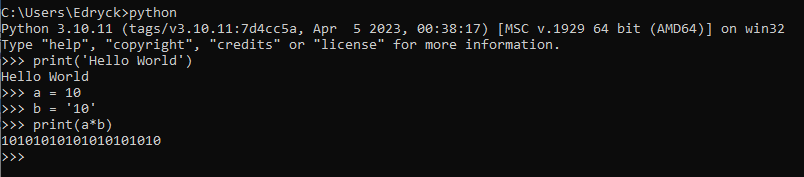 C:\Users\Edryck>python
Python 3.10.11 (tags/v3.10.11:7d4cc5a, Apr  5 2023, 00:38:17) [MSC v.1929 64 bit (AMD64)] on win32
Type "help", "copyright", "credits" or "license" for more information.
>>> print('Hello World')
Hello World
>>> a = 10
>>> b = '10'
>>> print(a*b)
10101010101010101010
>>>